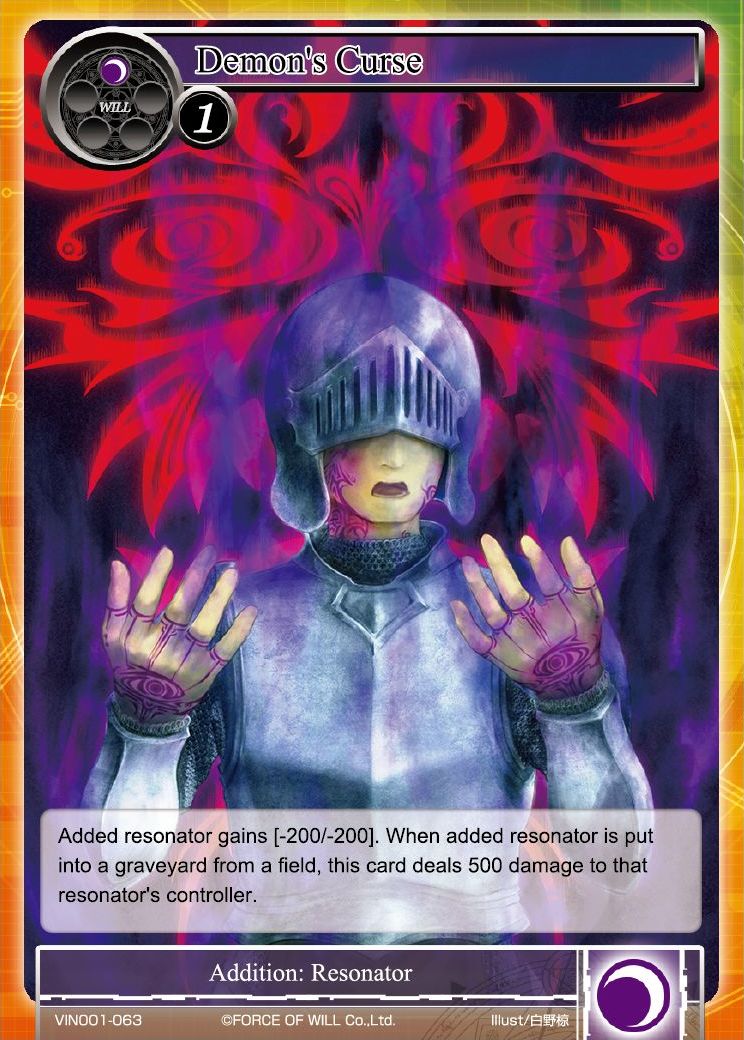 Demon's Curse
WILL
1
Added resonator gains [-200/-200]. When added resonator is put
into a graveyard from a field, this card deals 500 damage to that
resonator's controller.
Addition: Resonator
VIN001-063 ©FORCE OF WILL Co.,Ltd. Illust/白野椋